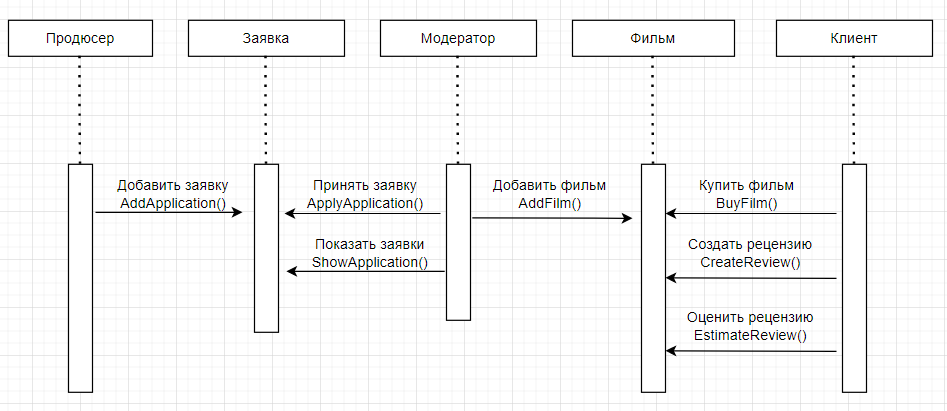 Продюсер
Заявка
Модератор
Фильм
Клиент
Добавить заявку
AddApplication()
Принять заявку
ApplyApplication()
Добавить фильм
AddFilm()
Купить фильм
BuyFilm()
Показать заявки
ShowApplication()
Создать рецензию
CreateReview()
Оценить рецензию
EstimateReview()